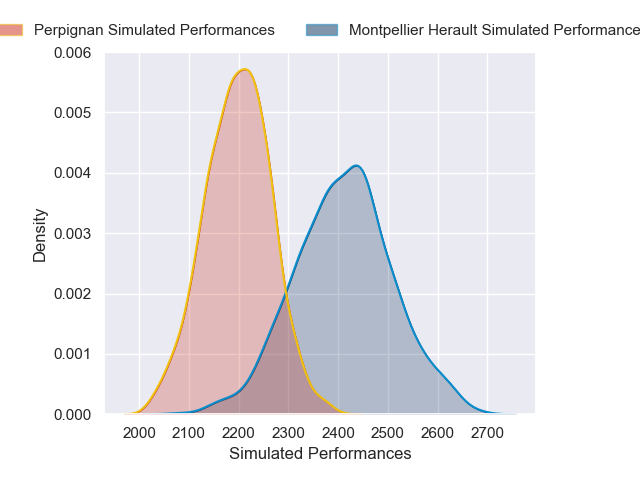 Perpignan Simulated Performances
Montpellier Herault Simulated Performance
0.006
0.005
0.004
0.003
0.002
0.001
0.000
Density
2000 2100 2200 2300 2400 2500 2600 2700
Simulated Performances